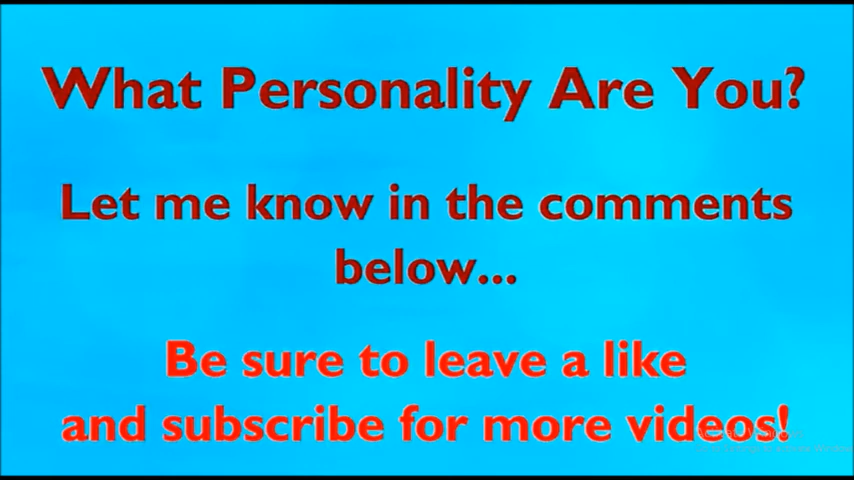 What Personality Are You?
Let me know in the comments
below...
Be sure to leave a like
and subscribe for more videos!